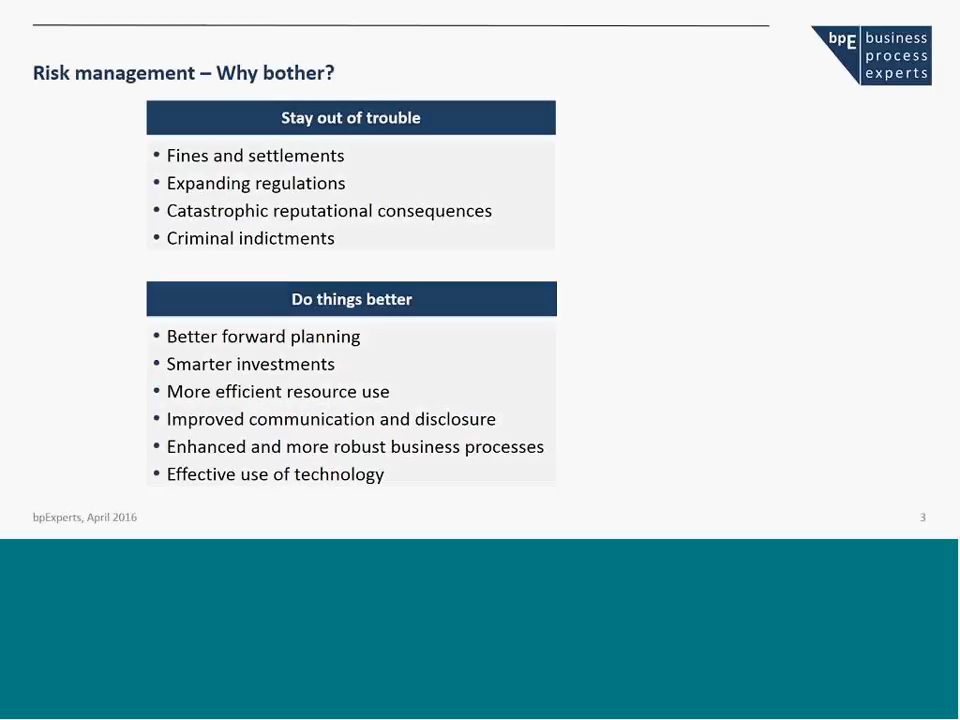 bpE business
process
experts
Risk management – Why bother?
Stay out of trouble
• Fines and settlements
• Expanding regulations
• Catastrophic reputational consequences
• Criminal indictments
Do things better
• Better forward planning
• Smarter investments
• More efficient resource use
• Improved communication and disclosure
• Enhanced and more robust business processes
• Effective use of technology
bpExperts, April 2016
3